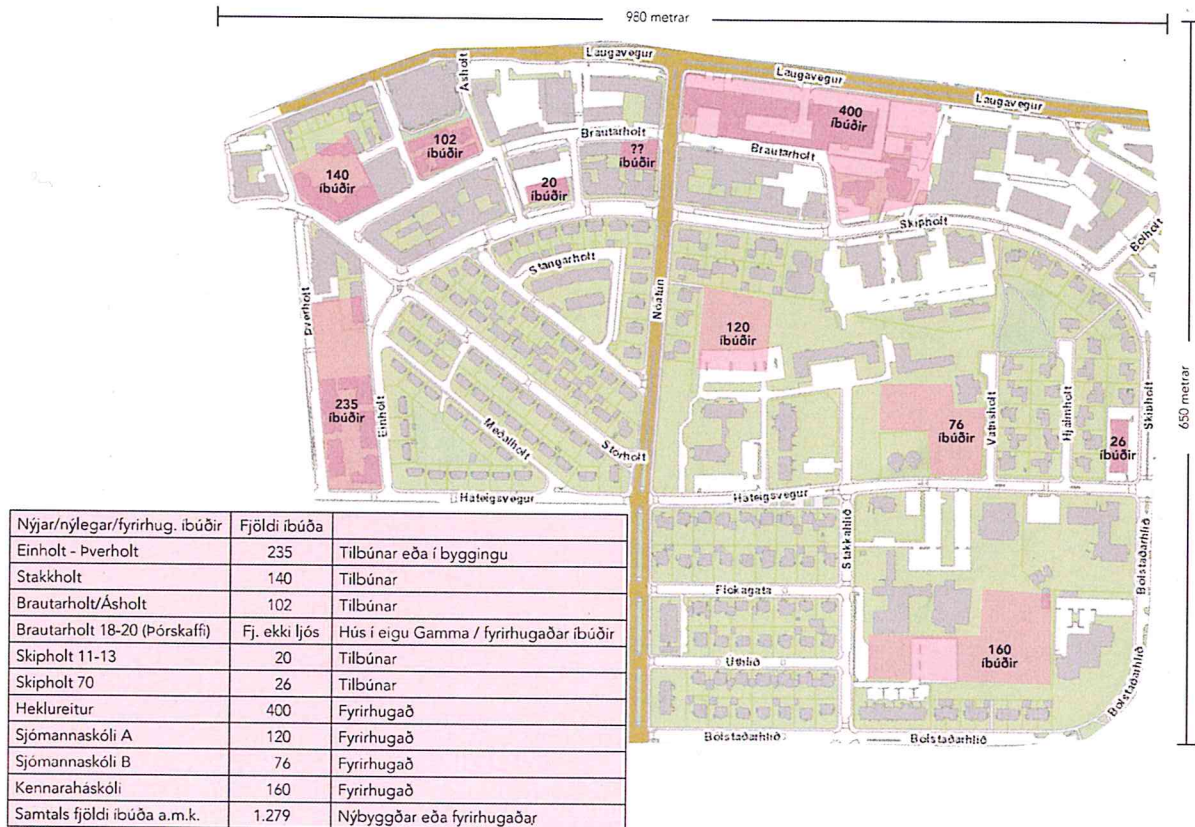 980 metrar
650 metrar
Laugavegur
Laugavegur
Laugavegur
Ásholt
Brautarholt
Brautarholt
400
íbúðir
102
íbúðir
??
íbúðir
140
íbúðir
20
íbúðir
Skipholt
Bolholt
Stangarholt
Nóatún
Þverholt
120
íbúðir
235
íbúðir
Einholt
Meðalholt
Stórholt
76
íbúðir
Vatnsholt
Hjálmholt
26
íbúðir
Skipholt
Háteigsvegur
Háteigsvegur
Stakkahlíð
Bólstaðarhlíð
Flókagata
Úthlíð
160
íbúðir
Bólstaðarhlíð
Bólstaðarhlíð
Bólstaðarhlíð
Nýjar/nýlegar/fyrirhug. íbúðir Fjöldi íbúða
Einholt - Þverholt 235 Tilbúnar eða í byggingu
Stakkholt 140 Tilbúnar
Brautarholt/Ásholt 102 Tilbúnar
Brautarholt 18-20 (Þórskaffi) Fj. ekki ljós Hús í eigu Gamma / fyrirhugaðar íbúðir
Skipholt 11-13 20 Tilbúnar
Skipholt 70 26 Tilbúnar
Heklureitur 400 Fyrirhugað
Sjómannaskóli A 120 Fyrirhugað
Sjómannaskóli B 76 Fyrirhugað
Kennaraháskóli 160 Fyrirhugað
Samtals fjöldi íbúða a.m.k. 1.279 Nýbyggðar eða fyrirhugaðar